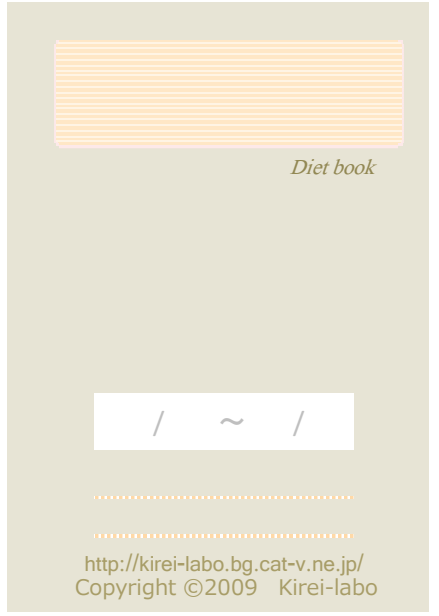 Diet book
/ ～ /
http://kirei-labo.bg.cat-v.ne.jp/
Copyright ©2009 Kirei-labo